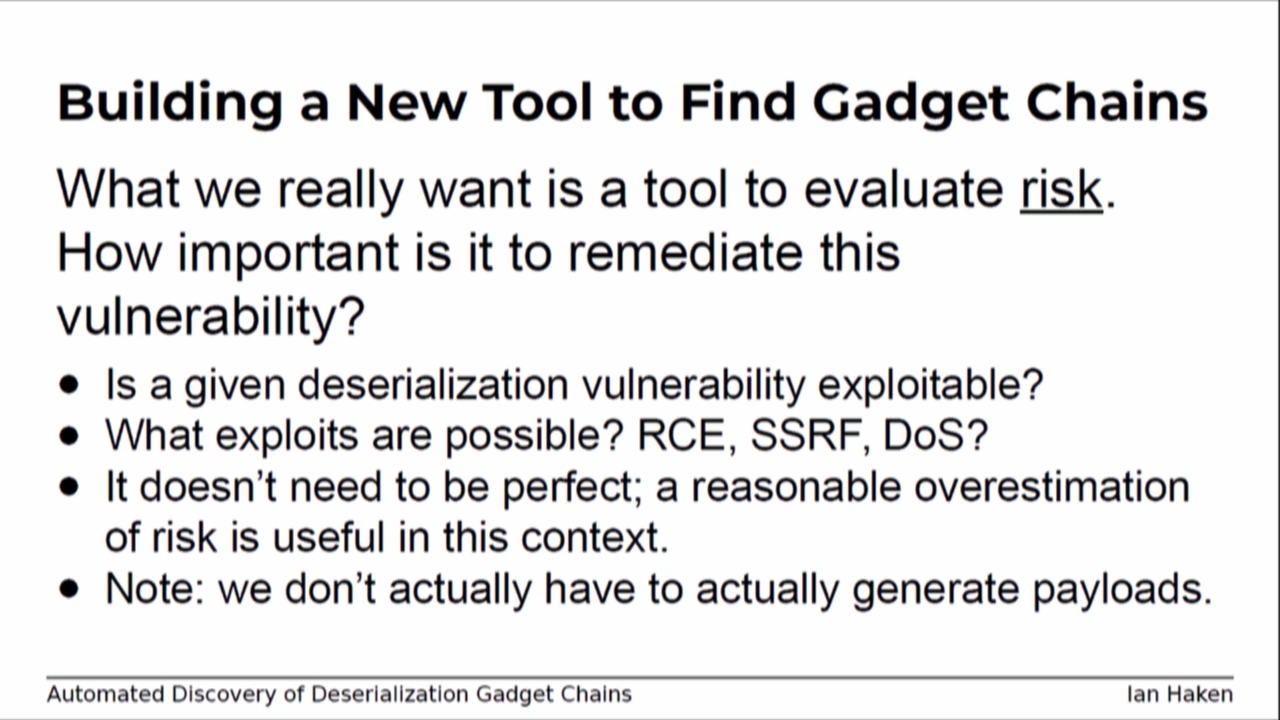 Building a New Tool to Find Gadget Chains
What we really want is a tool to evaluate risk.
How important is it to remediate this
vulnerability?
● Is a given deserialization vulnerability exploitable?
● What exploits are possible? RCE, SSRF, DoS?
● It doesn’t need to be perfect; a reasonable overestimation
of risk is useful in this context.
● Note: we don’t actually have to actually generate payloads.
Automated Discovery of Deserialization Gadget Chains
Ian Haken